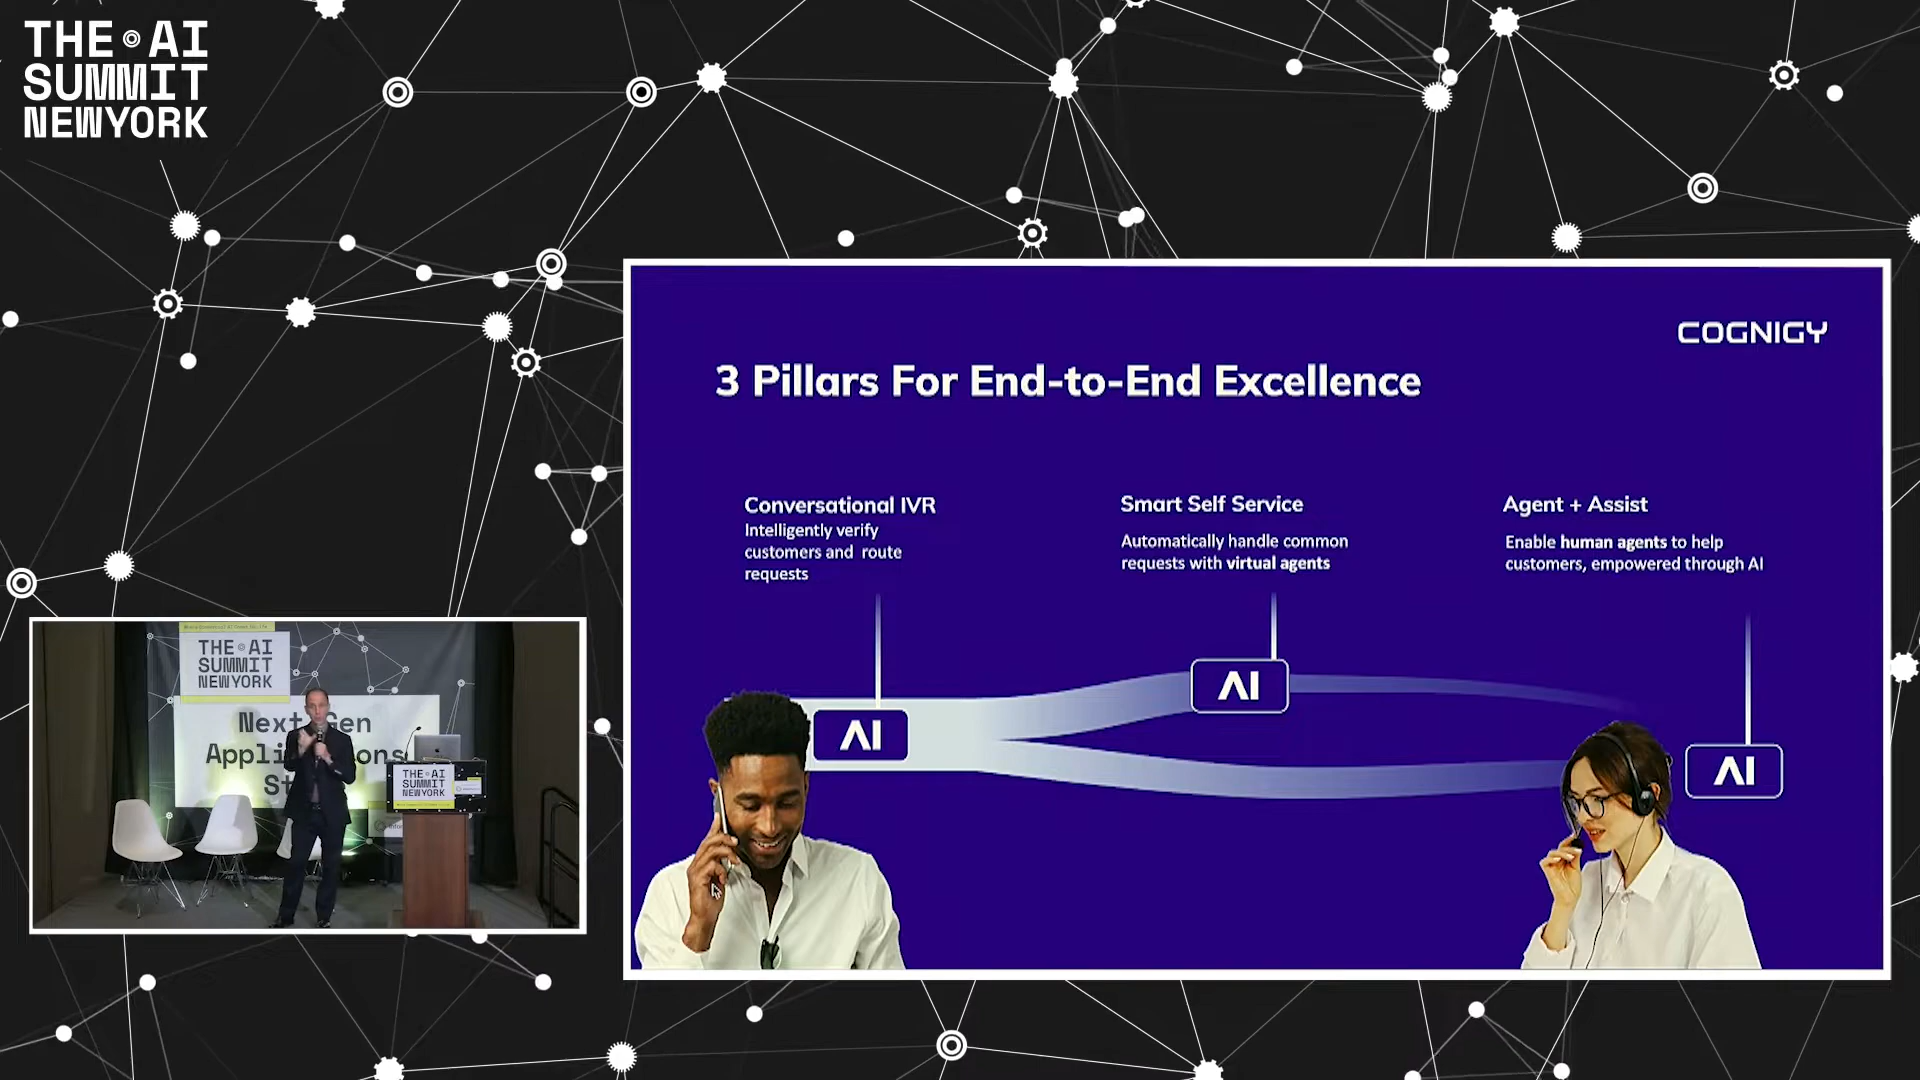 THE AI
SUMMIT
NEWYORK
COGNIGY
3 Pillars For End-to-End Excellence
Conversational IVR
Intelligently verify
customers and route
requests
Smart Self Service
Automatically handle common
requests with virtual agents
Agent + Assist
Enable human agents to help
customers, empowered through AI
AI
AI
AI
THE AI
SUMMIT
NEWYORK
Next Gen
THE AI
SUMMIT
NEWYORK